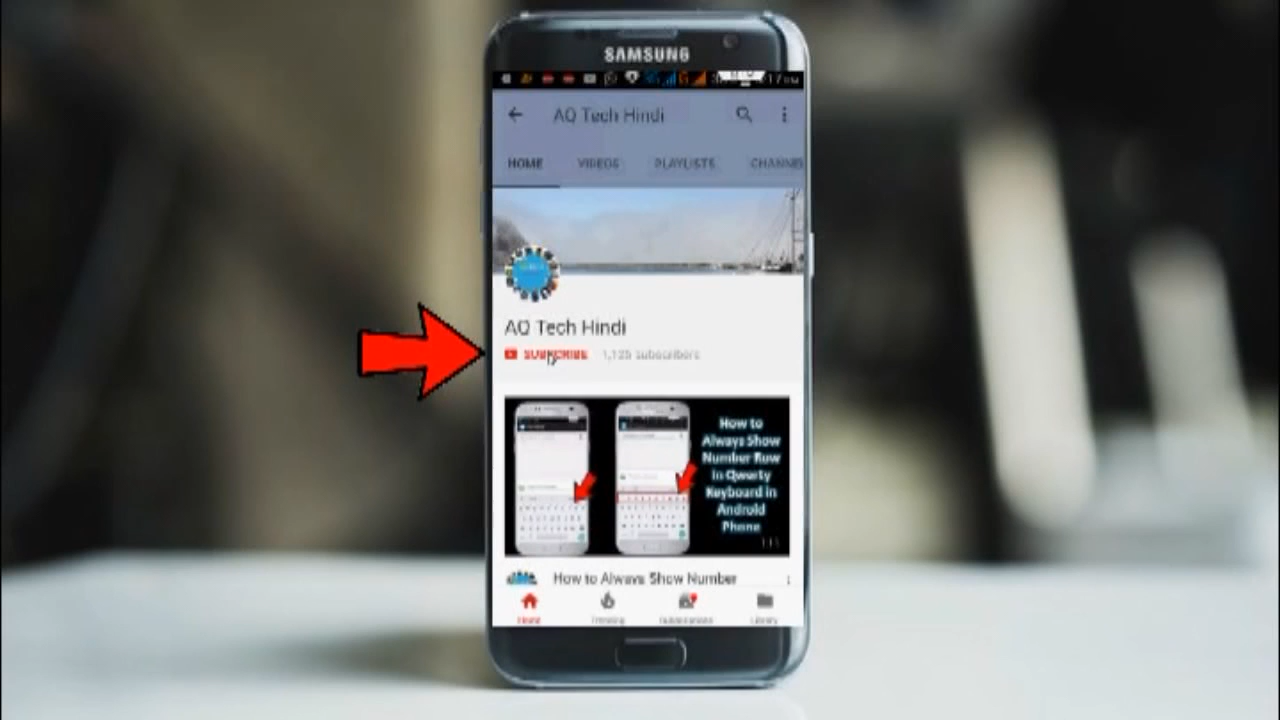 SAMSUNG
AQ Tech Hindi
HOME VIDEOS PLAYLISTS CHANNE
AQ Tech Hindi
SUBSCRIBE 1,125 subscribers
How to
Always Show
Number Row
in Qwerty
Keyboard in
Android
Phone
How to Always Show Number
Home Trending Subscriptions Library